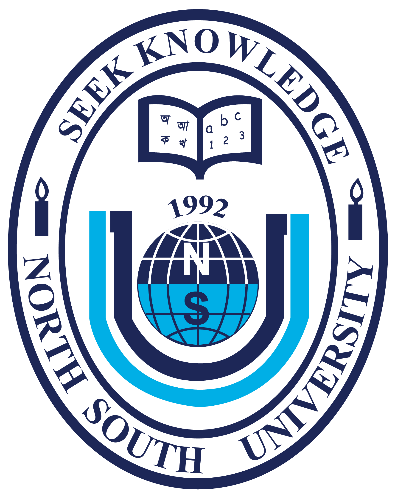 SEEK KNOWLEDGE
অ আ
ক খ
a b c
1 2 3
1992
N
S
NORTH SOUTH UNIVERSITY